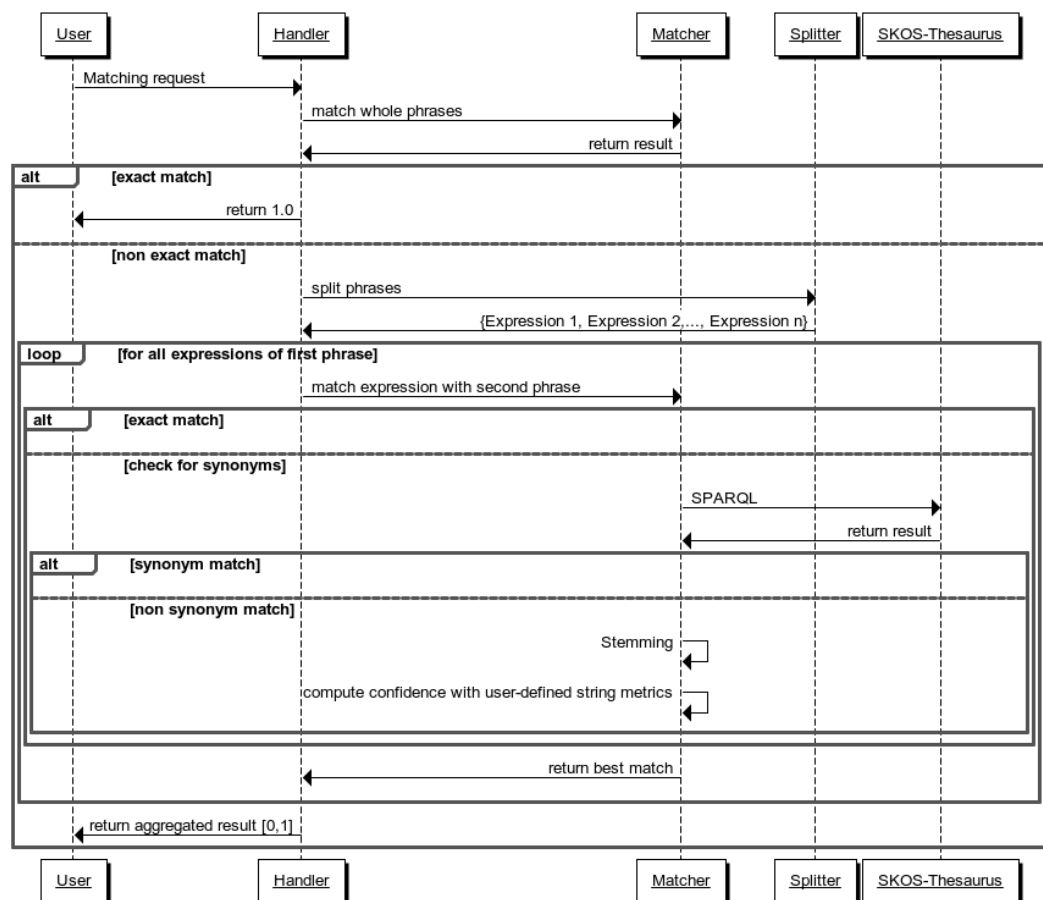 User Handler Matcher Splitter SKOS-Thesaurus
Matching request
match whole phrases
return result
alt [exact match]
return 1.0
[non exact match]
split phrases
{Expression 1, Expression 2,..., Expression n}
loop [for all expressions of first phrase]
match expression with second phrase
alt [exact match]
[check for synonyms]
SPARQL
return result
alt [synonym match]
[non synonym match]
Stemming
compute confidence with user-defined string metrics
return best match
return aggregated result [0,1]
User Handler Matcher Splitter SKOS-Thesaurus